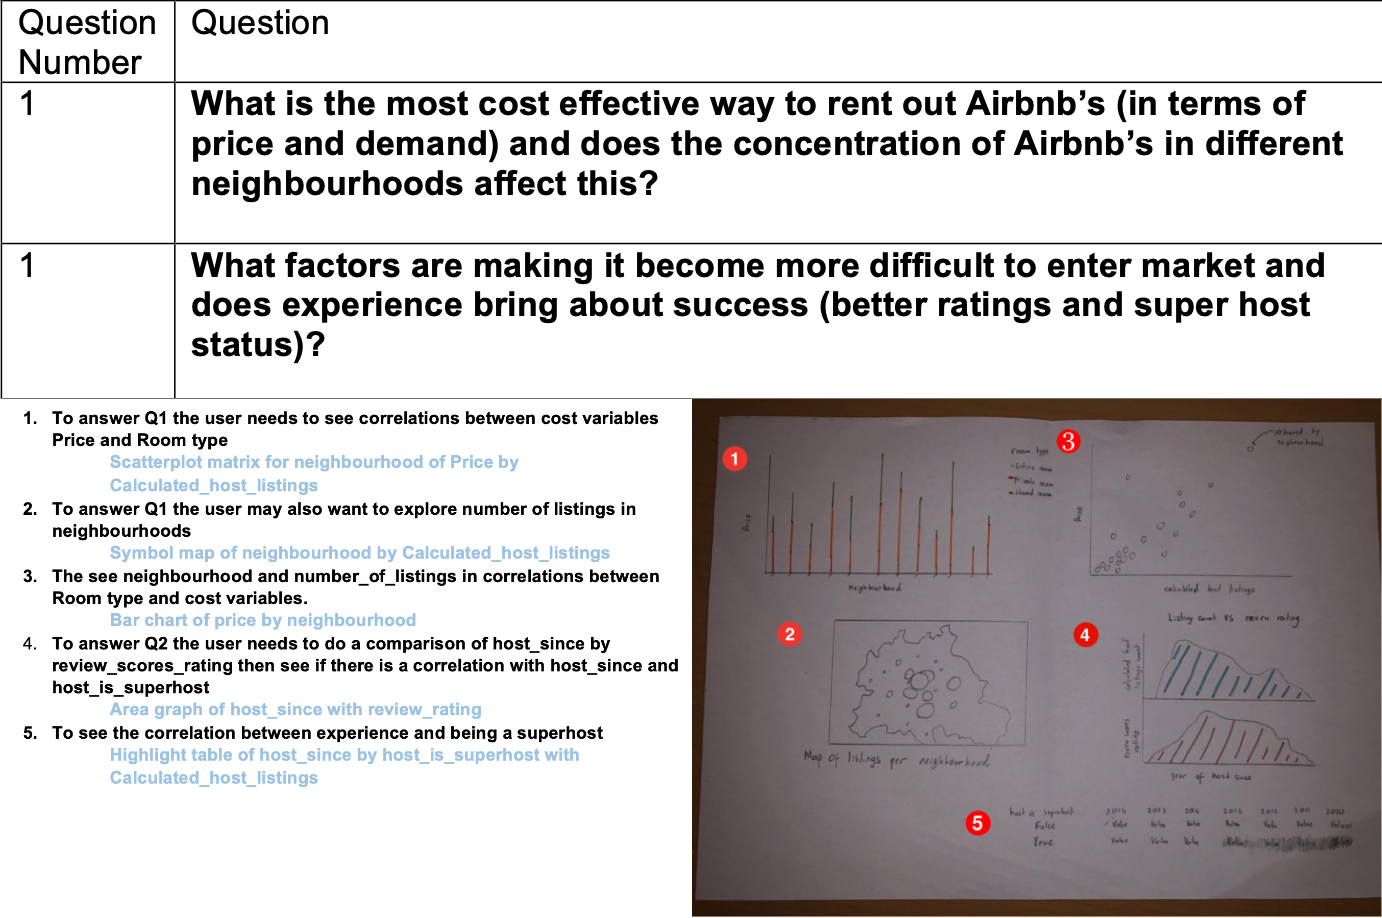 Question
Number
Question
1
What is the most cost effective way to rent out Airbnb’s (in terms of
price and demand) and does the concentration of Airbnb’s in different
neighbourhoods affect this?
1
What factors are making it become more difficult to enter market and
does experience bring about success (better ratings and super host
status)?
1. To answer Q1 the user needs to see correlations between cost variables
Price and Room type
Scatterplot matrix for neighbourhood of Price by
Calculated_host_listings
2. To answer Q1 the user may also want to explore number of listings in
neighbourhoods
Symbol map of neighbourhood by Calculated_host_listings
3. The see neighbourhood and number_of_listings in correlations between
Room type and cost variables.
Bar chart of price by neighbourhood
4. To answer Q2 the user needs to do a comparison of host_since by
review_scores_rating then see if there is a correlation with host_since and
host_is_superhost
Area graph of host_since with review_rating
5. To see the correlation between experience and being a superhost
Highlight table of host_since by host_is_superhost with
Calculated_host_listings
1
room type
Private room
Shared room
Price
neighbourhood
3
coloured by
neighbourhood
Price
calculated host listings
2
Map of listings per neighbourhood
4
Listing count vs review rating
calculated host
listings count
review scores
rating
year of host since
5
host is superhost
False Value Value Value Value Value Value
True Value Value Value